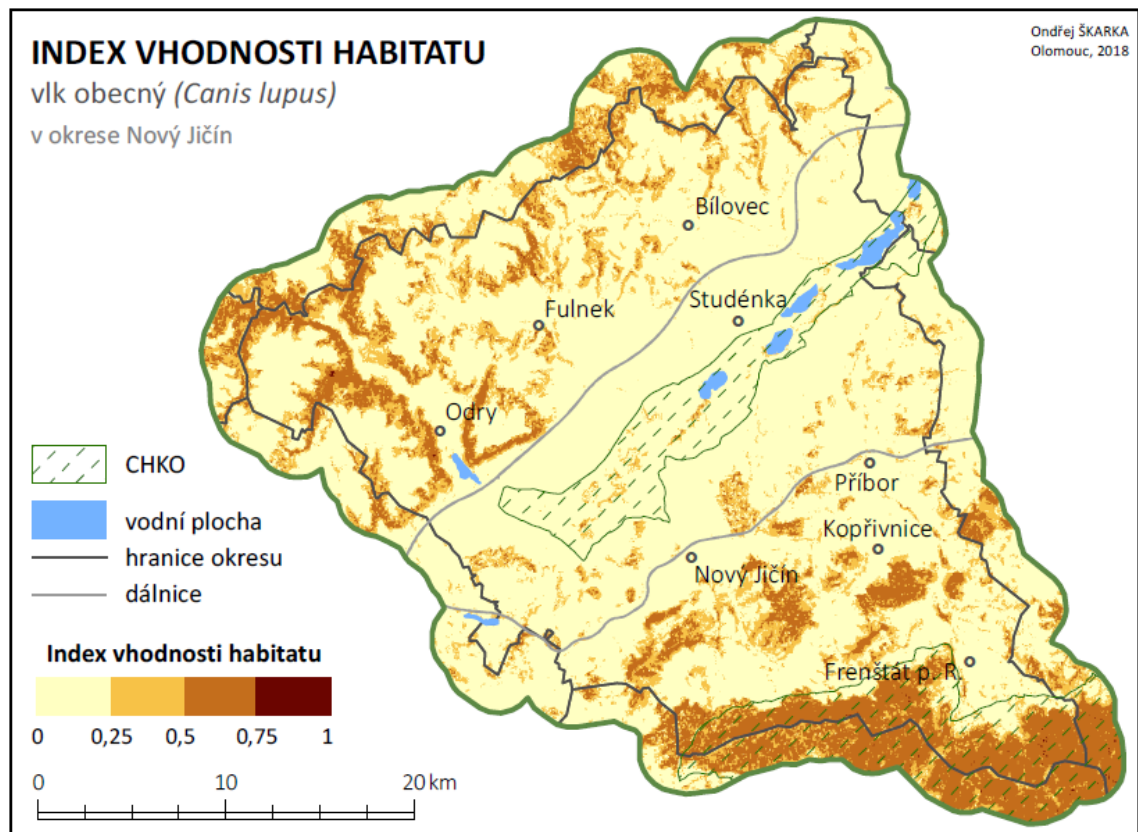 INDEX VHODNOSTI HABITATU
vlk obecný (Canis lupus)
v okrese Nový Jičín
Ondřej ŠKARKA
Olomouc, 2018
Bílovec
Studénka
Fulnek
Odry
Příbor
Kopřivnice
Nový Jičín
Frenštát p. R.
CHKO
vodní plocha
hranice okresu
dálnice
Index vhodnosti habitatu
0 0,25 0,5 0,75 1
0 10 20 km